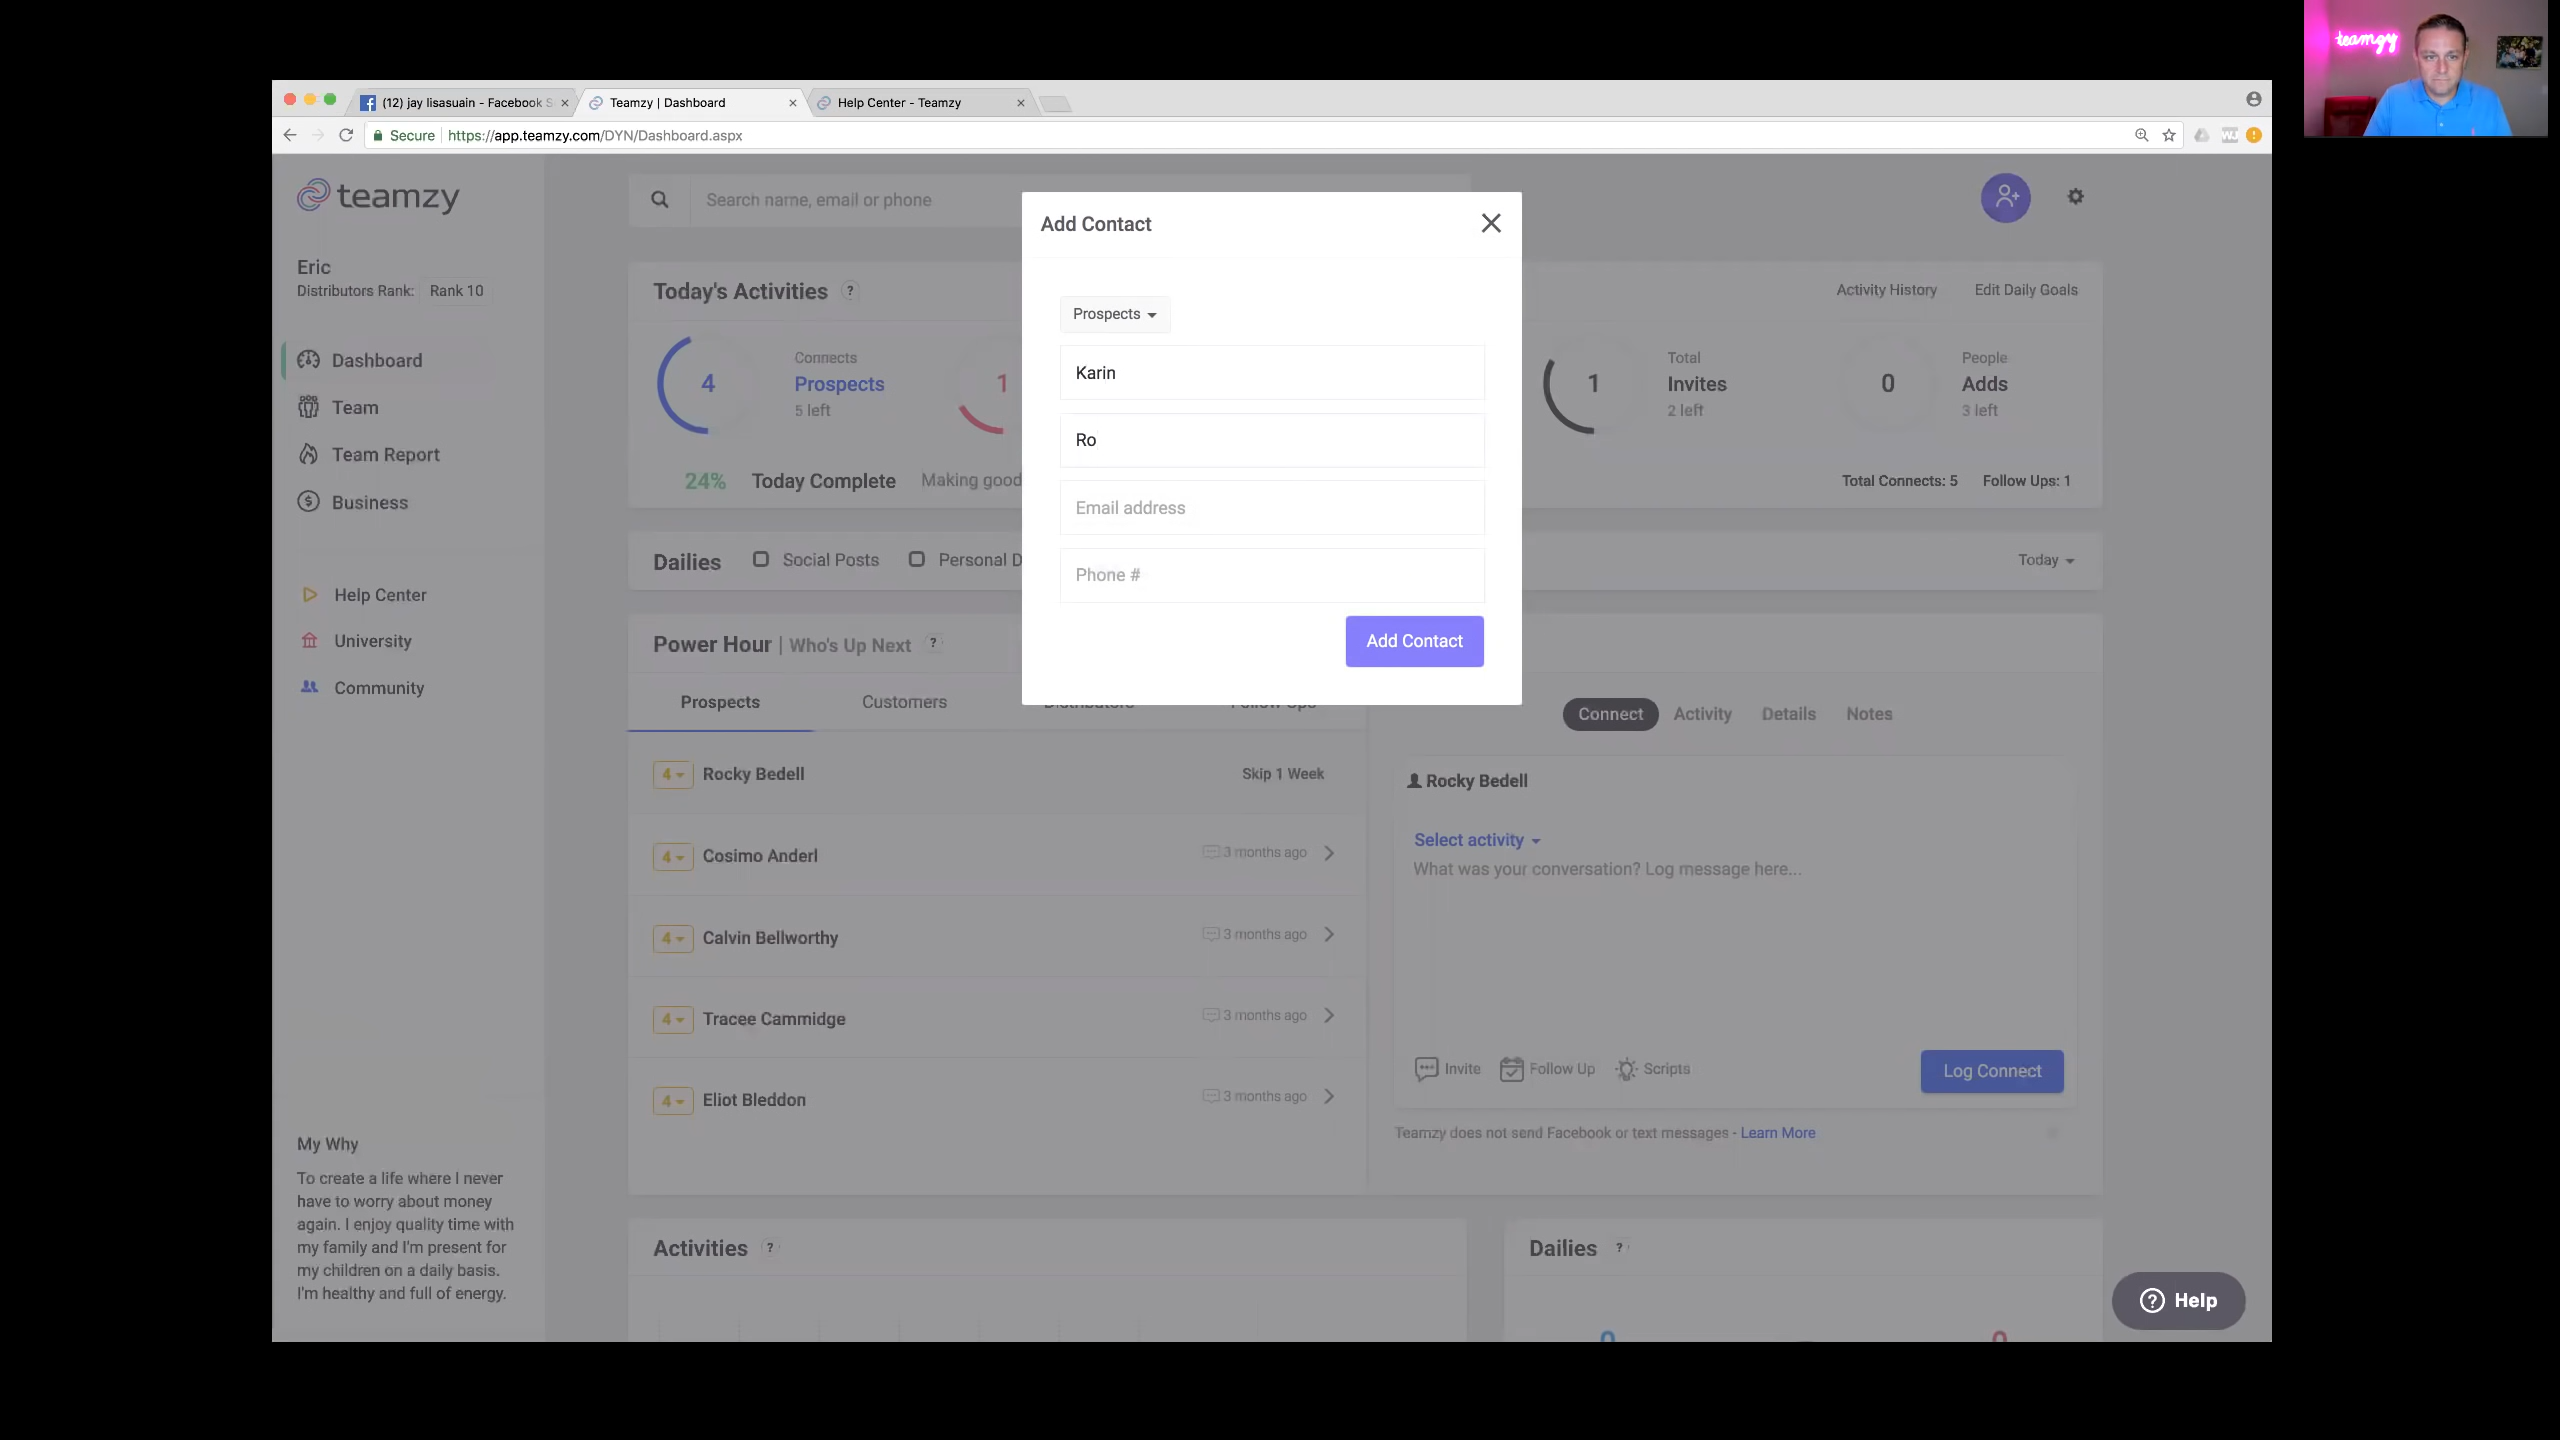 teamzy
(12) jay lisasuain - Facebook S
Teamzy | Dashboard
Help Center - Teamzy
Secure
https://app.teamzy.com/DYN/Dashboard.aspx
teamzy
Search name, email or phone
Eric
Distributors Rank: Rank 10
Dashboard
Team
Team Report
Business
Help Center
University
Community
My Why
To create a life where I never
have to worry about money
again. I enjoy quality time with
my family and I'm present for
my children on a daily basis.
I'm healthy and full of energy.
Add Contact
Prospects
Karin
Ro
Email address
Phone #
Add Contact
Today's Activities ?
Activity History Edit Daily Goals
4
Connects
Prospects
5 left
1
1
Total
Invites
2 left
0
People
Adds
3 left
24% Today Complete Making good
Total Connects: 5 Follow Ups: 1
Dailies Social Posts Personal D
Today
Power Hour | Who's Up Next ?
Prospects Customers Distributors Follow Ups
4 Rocky Bedell Skip 1 Week
4 Cosimo Anderl 3 months ago
4 Calvin Bellworthy 3 months ago
4 Tracee Cammidge 3 months ago
4 Eliot Bleddon 3 months ago
Connect Activity Details Notes
Rocky Bedell
Select activity
What was your conversation? Log message here...
Invite Follow Up Scripts
Log Connect
Teamzy does not send Facebook or text messages - Learn More
Activities ?
Dailies ?
0
0
? Help